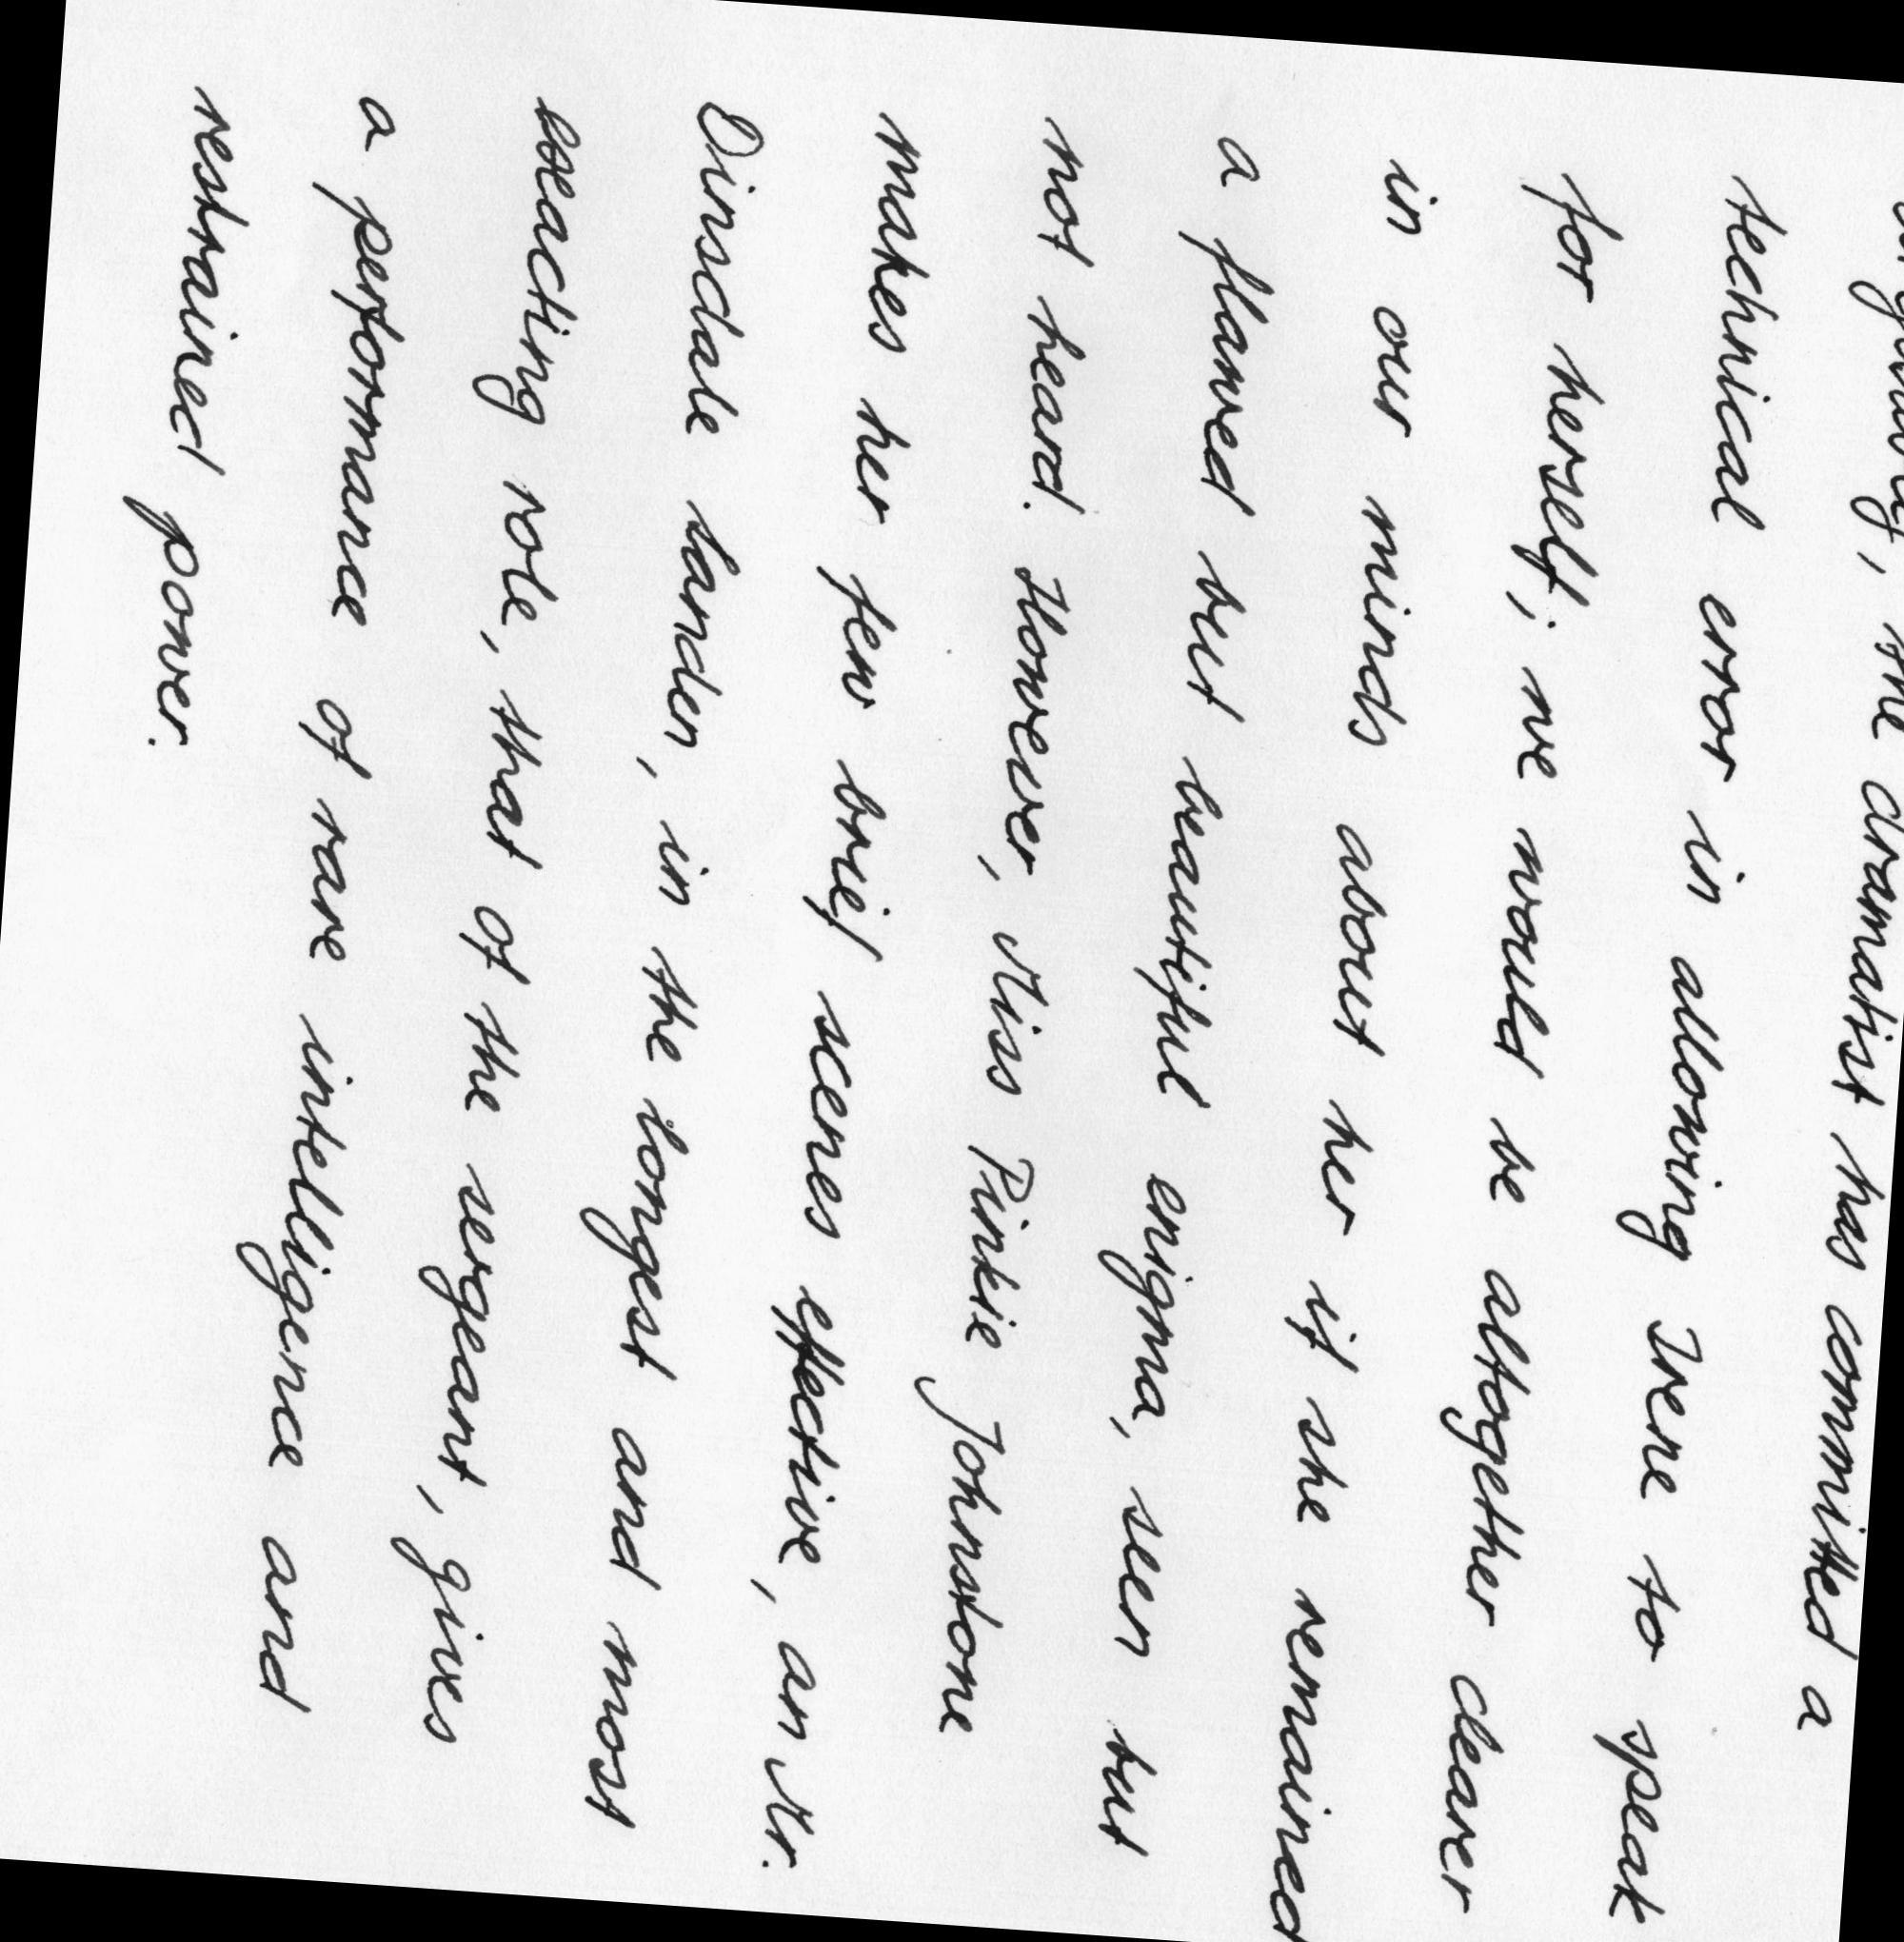 the dramatist has committed a
technical error in allowing Irene to speak
for herself; we would be altogether clearer
in our minds about her if she remained
a flawed but beautiful enigma, seen but
not heard. However, Miss Pinkie Johnstone
makes her few brief scenes effective, an Mr.
Dinsdale Landen, in the longest and most
exacting role, that of the sergeant, gives
a performance of rare intelligence and
restrained power.